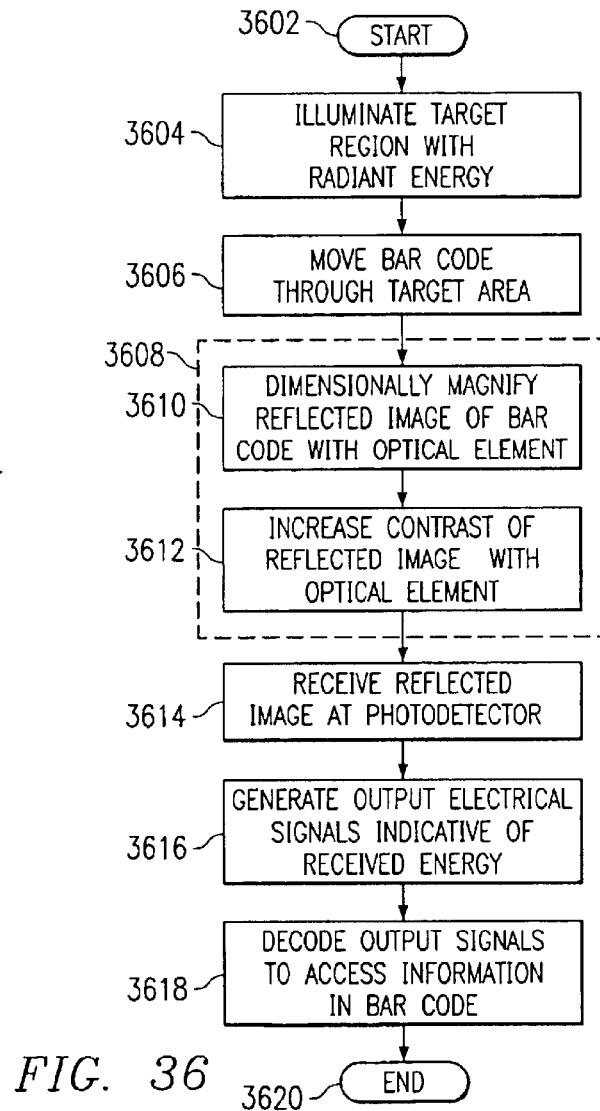 3602
START
3604
ILLUMINATE TARGET
REGION WITH
RADIANT ENERGY
3606
MOVE BAR CODE
THROUGH TARGET AREA
3608
3610
DIMENSIONALLY MAGNIFY
REFLECTED IMAGE OF BAR
CODE WITH OPTICAL ELEMENT
3612
INCREASE CONTRAST OF
REFLECTED IMAGE WITH
OPTICAL ELEMENT
3614
RECEIVE REFLECTED
IMAGE AT PHOTODETECTOR
3616
GENERATE OUTPUT ELECTRICAL
SIGNALS INDICATIVE OF
RECEIVED ENERGY
3618
DECODE OUTPUT SIGNALS
TO ACCESS INFORMATION
IN BAR CODE
FIG. 36
3620
END